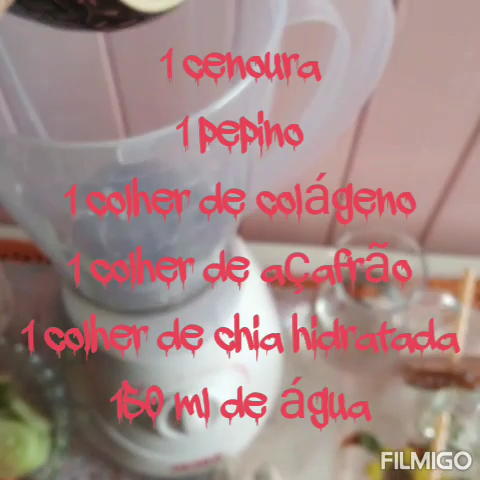 1 cenoura
1 pepino
1 colher de colágeno
1 colher de açafrão
1 colher de chia hidratada
150 ml de água
FILMIGO